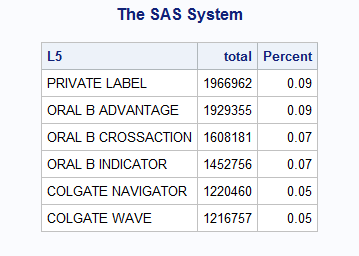 The SAS System
L5 total Percent
PRIVATE LABEL 1966962 0.09
ORAL B ADVANTAGE 1929355 0.09
ORAL B CROSSACTION 1608181 0.07
ORAL B INDICATOR 1452756 0.07
COLGATE NAVIGATOR 1220460 0.05
COLGATE WAVE 1216757 0.05